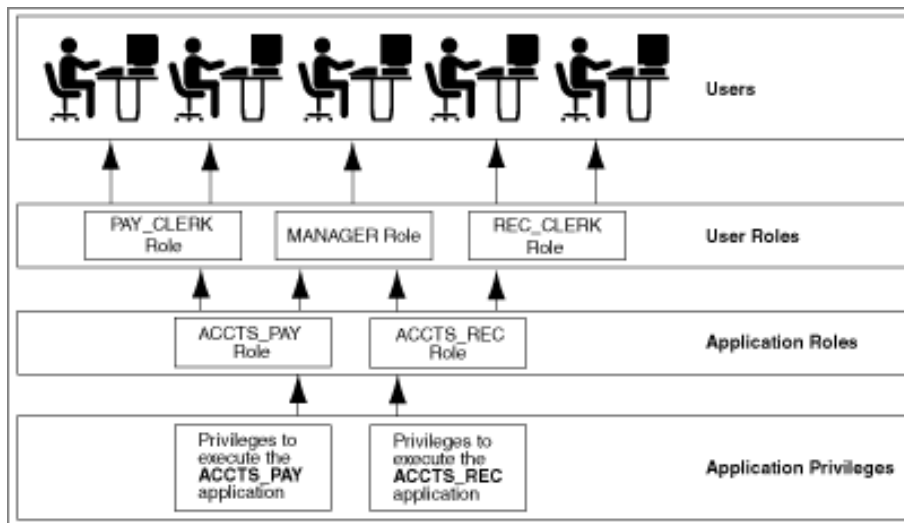 Users
PAY_CLERK
Role
MANAGER Role
REC_CLERK
Role
User Roles
ACCTS_PAY
Role
ACCTS_REC
Role
Application Roles
Privileges to
execute the
ACCTS_PAY
application
Privileges to
execute the
ACCTS_REC
application
Application Privileges